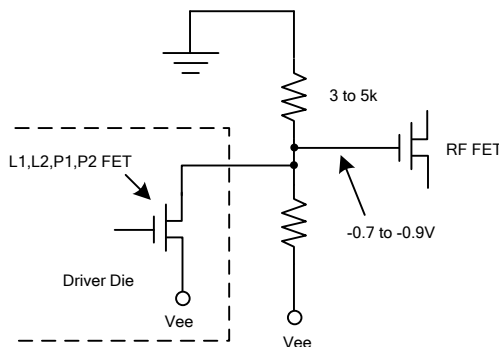 3 to 5k
L1,L2,P1,P2 FET
RF FET
-0.7 to -0.9V
Driver Die
Vee
Vee